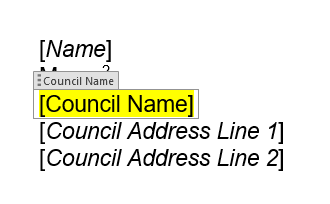 [Name]
Council Name
[Council Name]
[Council Address Line 1]
[Council Address Line 2]